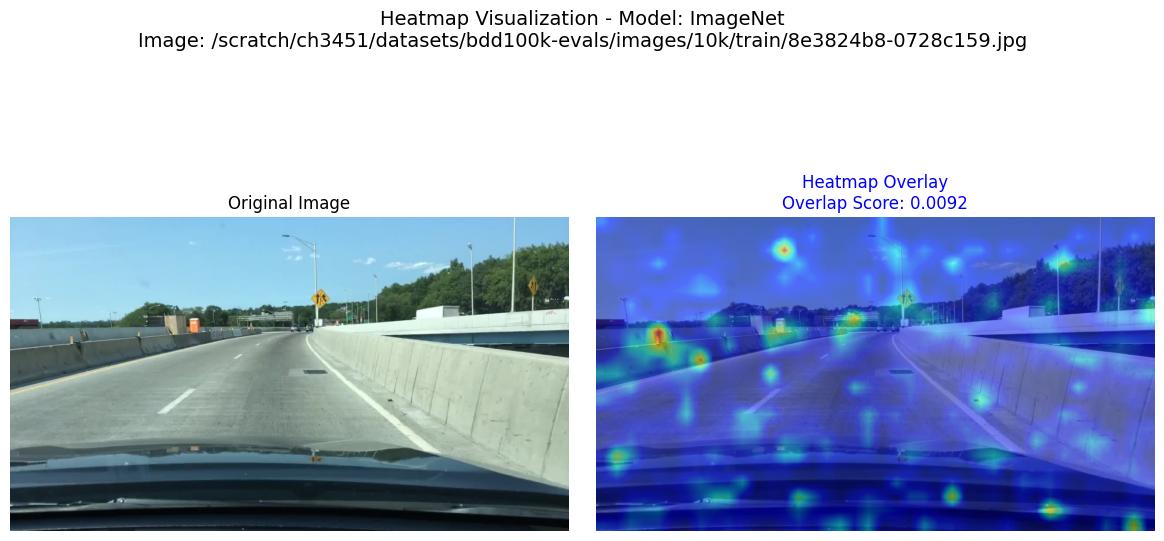 Heatmap Visualization - Model: ImageNet
Image: /scratch/ch3451/datasets/bdd100k-evals/images/10k/train/8e3824b8-0728c159.jpg
Original Image
Heatmap Overlay
Overlap Score: 0.0092